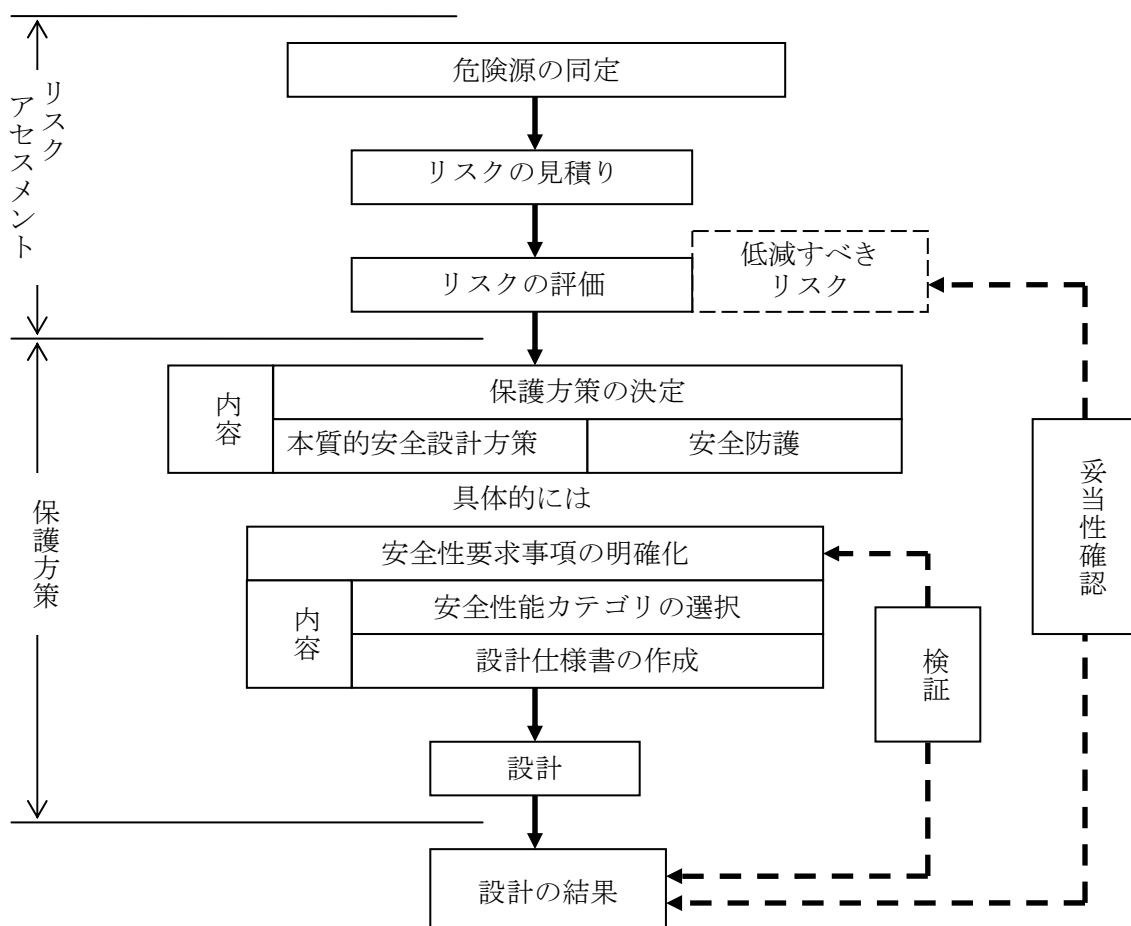 リスク
アセスメント
危険源の同定
リスクの見積り
リスクの評価
低減すべき
リスク
保護方策
内容
保護方策の決定
本質的安全設計方策
安全防護
具体的には
安全性要求事項の明確化
内容
安全性能カテゴリの選択
設計仕様書の作成
設計
設計の結果
検証
妥当性確認